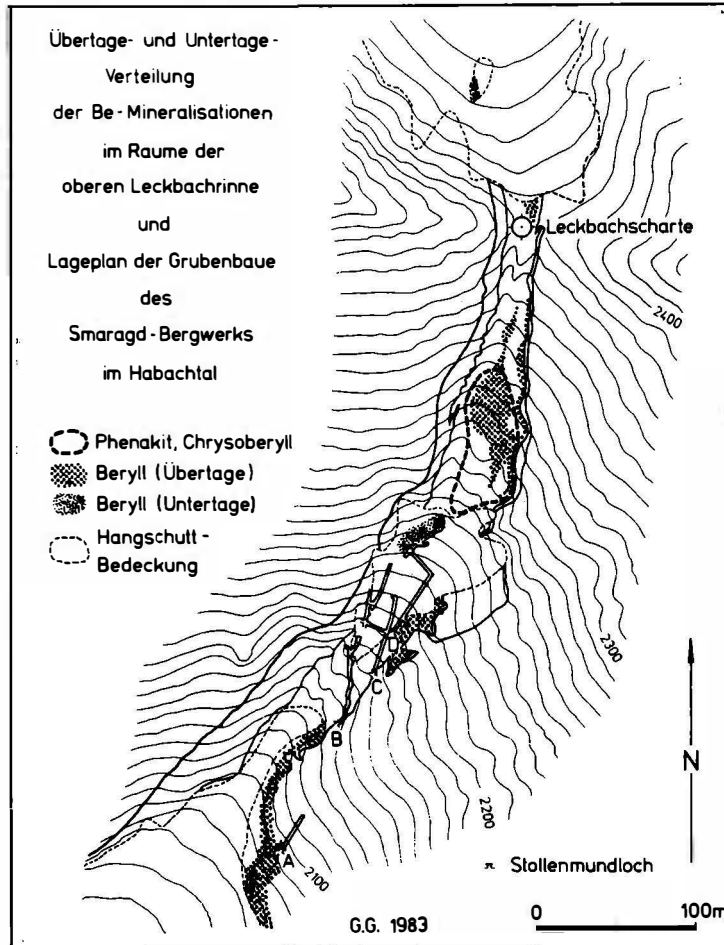 Übertage- und Untertage-
Verteilung
der Be-Mineralisationen
im Raume der
oberen Leckbachrinne
und
Lageplan der Grubenbaue
des
Smaragd-Bergwerks
im Habachtal
Phenakit, Chrysoberyll
Beryll (Übertage)
Beryll (Untertage)
Hangschutt-
Bedeckung
Leckbachscharte
2400
2300
D
C
B
2200
A
2100
N
Stollenmundloch
G.G. 1983
0 100m